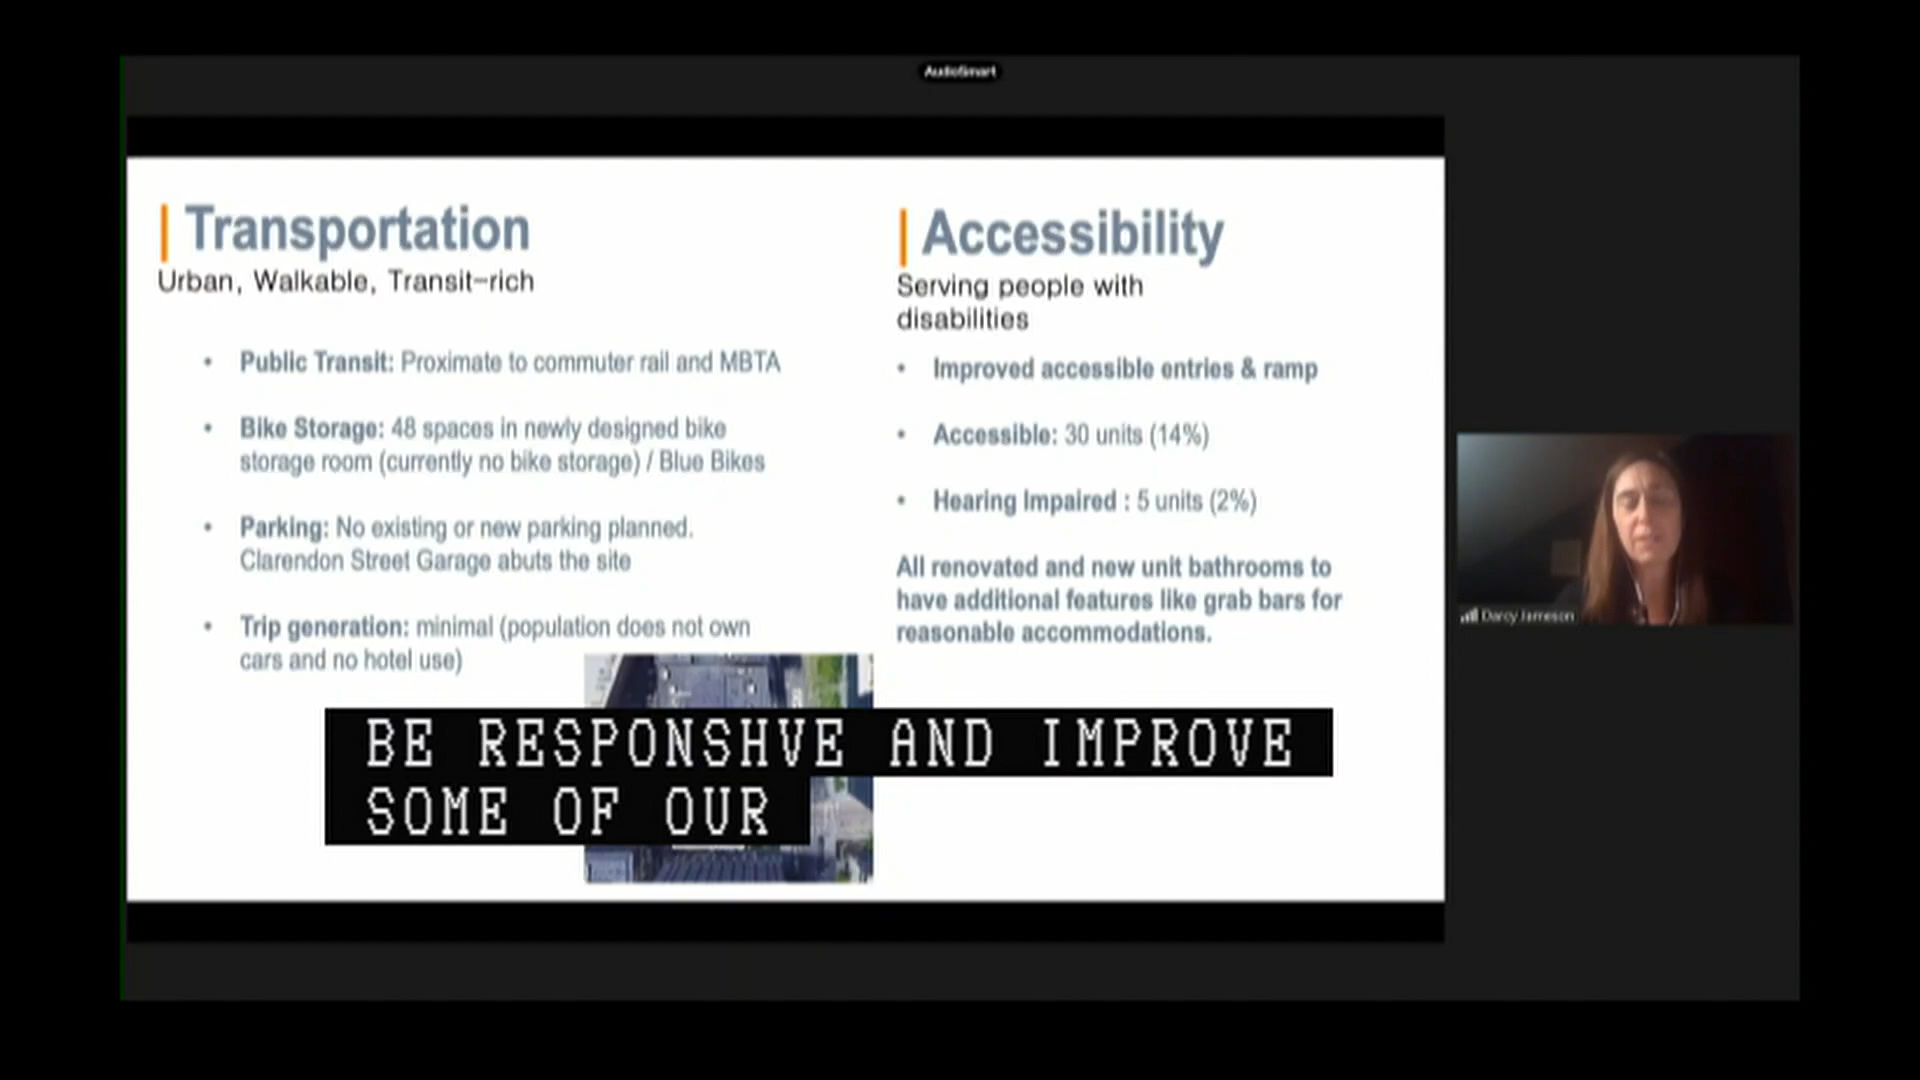 AudioSmart
Transportation
Urban, Walkable, Transit-rich
• Public Transit: Proximate to commuter rail and MBTA
• Bike Storage: 48 spaces in newly designed bike
storage room (currently no bike storage) / Blue Bikes
• Parking: No existing or new parking planned.
Clarendon Street Garage abuts the site
• Trip generation: minimal (population does not own
cars and no hotel use)
Accessibility
Serving people with
disabilities
• Improved accessible entries & ramp
• Accessible: 30 units (14%)
• Hearing Impaired : 5 units (2%)
All renovated and new unit bathrooms to
have additional features like grab bars for
reasonable accommodations.
Darcy Jameson
BE RESPONSHVE AND IMPROVE
SOME OF OUR